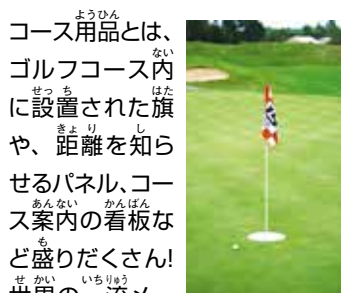 コース用品とは、
ゴルフコース内
に設置された旗
や、距離を知ら
せるパネル、コー
ス案内の看板な
ど盛りだくさん!